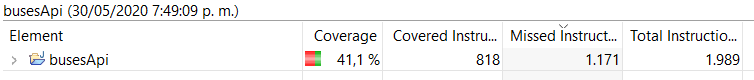 busesApi (30/05/2020 7:49:09 p. m.)
Element Coverage Covered Instru... Missed Instruct... Total Instructio...
busesApi 41,1 % 818 1.171 1.989